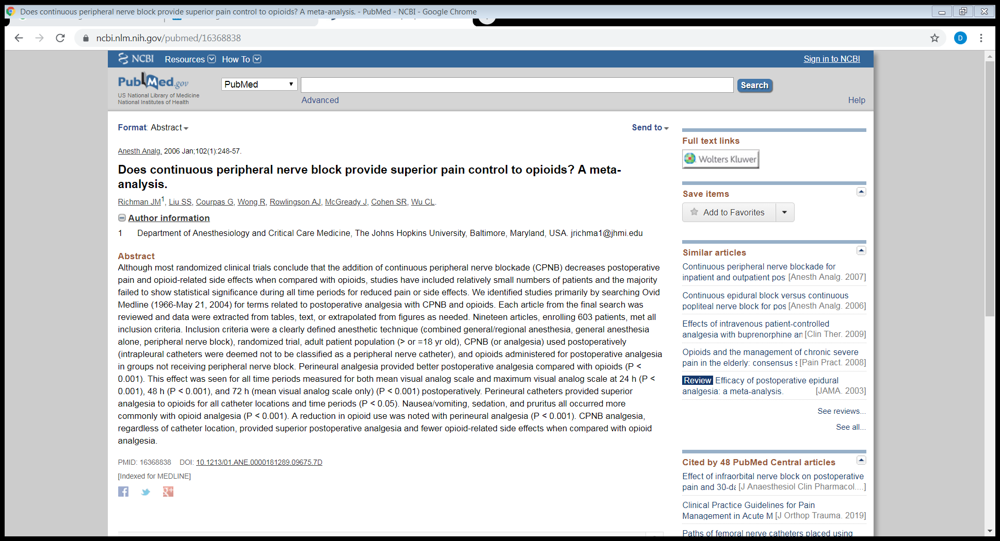 Does continuous peripheral nerve block provide superior pain control to opioids? A meta-analysis. - PubMed - NCBI - Google Chrome
ncbi.nlm.nih.gov/pubmed/16368838
D
NCBI Resources How To Sign in to NCBI
PubMed.gov
US National Library of Medicine
National Institutes of Health
PubMed
Search
Advanced
Help
Format: Abstract
Send to
Anesth Analg. 2006 Jan;102(1):248-57.
Does continuous peripheral nerve block provide superior pain control to opioids? A meta-
analysis.
Richman JM1, Liu SS, Courpas G, Wong R, Rowlingson AJ, McGready J, Cohen SR, Wu CL.
Author information
1 Department of Anesthesiology and Critical Care Medicine, The Johns Hopkins University, Baltimore, Maryland, USA. jrichma1@jhmi.edu
Abstract
Although most randomized clinical trials conclude that the addition of continuous peripheral nerve blockade (CPNB) decreases postoperative
pain and opioid-related side effects when compared with opioids, studies have included relatively small numbers of patients and the majority
failed to show statistical significance during all time periods for reduced pain or side effects. We identified studies primarily by searching Ovid
Medline (1966-May 21, 2004) for terms related to postoperative analgesia with CPNB and opioids. Each article from the final search was
reviewed and data were extracted from tables, text, or extrapolated from figures as needed. Nineteen articles, enrolling 603 patients, met all
inclusion criteria. Inclusion criteria were a clearly defined anesthetic technique (combined general/regional anesthesia, general anesthesia
alone, peripheral nerve block), randomized trial, adult patient population (> or =18 yr old), CPNB (or analgesia) used postoperatively
(intrapleural catheters were deemed not to be classified as a peripheral nerve catheter), and opioids administered for postoperative analgesia
in groups not receiving peripheral nerve block. Perineural analgesia provided better postoperative analgesia compared with opioids (P <
0.001). This effect was seen for all time periods measured for both mean visual analog scale and maximum visual analog scale at 24 h (P <
0.001), 48 h (P < 0.001), and 72 h (mean visual analog scale only) (P < 0.001) postoperatively. Perineural catheters provided superior
analgesia to opioids for all catheter locations and time periods (P < 0.05). Nausea/vomiting, sedation, and pruritus all occurred more
commonly with opioid analgesia (P < 0.001). A reduction in opioid use was noted with perineural analgesia (P < 0.001). CPNB analgesia,
regardless of catheter location, provided superior postoperative analgesia and fewer opioid-related side effects when compared with opioid
analgesia.
PMID: 16368838 DOI: 10.1213/01.ANE.0000181289.09675.7D
[Indexed for MEDLINE]
Full text links
Wolters Kluwer
Save items
Add to Favorites
Similar articles
Continuous peripheral nerve blockade for
inpatient and outpatient pos [Anesth Analg. 2007]
Continuous epidural block versus continuous
popliteal nerve block for pos [Anesth Analg. 2006]
Effects of intravenous patient-controlled
analgesia with buprenorphine an [Clin Ther. 2009]
Opioids and the management of chronic severe
pain in the elderly: consensus s [Pain Pract. 2008]
Review Efficacy of postoperative epidural
analgesia: a meta-analysis. [JAMA. 2003]
See reviews...
See all...
Cited by 48 PubMed Central articles
Effect of infraorbital nerve block on postoperative
pain and 30-da [J Anaesthesiol Clin Pharmacol....]
Clinical Practice Guidelines for Pain
Management in Acute M [J Orthop Trauma. 2019]
Paths of femoral nerve catheters placed using